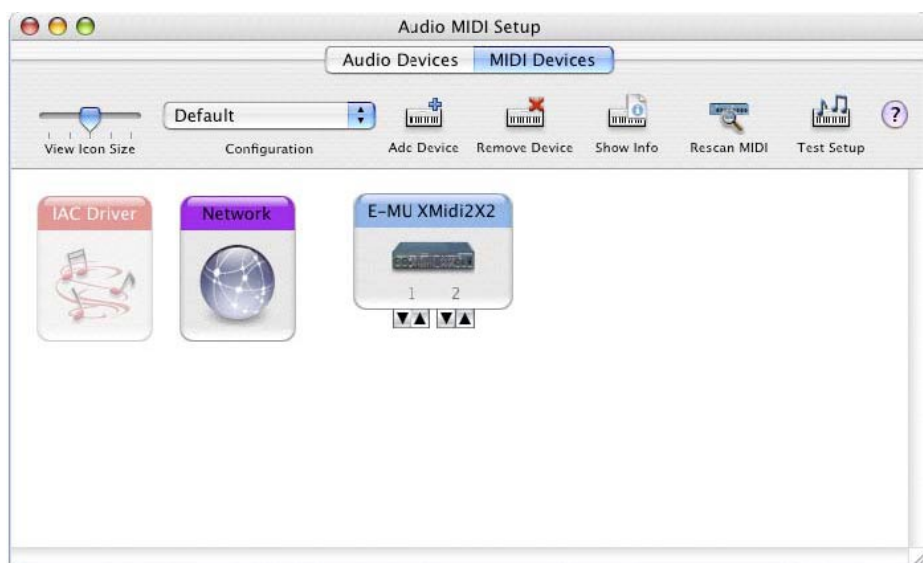 Audio MIDI Setup
Audio Devices
MIDI Devices
Default
View Icon Size
Configuration
Add Device
Remove Device
Show Info
Rescan MIDI
Test Setup
?
IAC Driver
Network
E-MU XMidi2X2
1 2